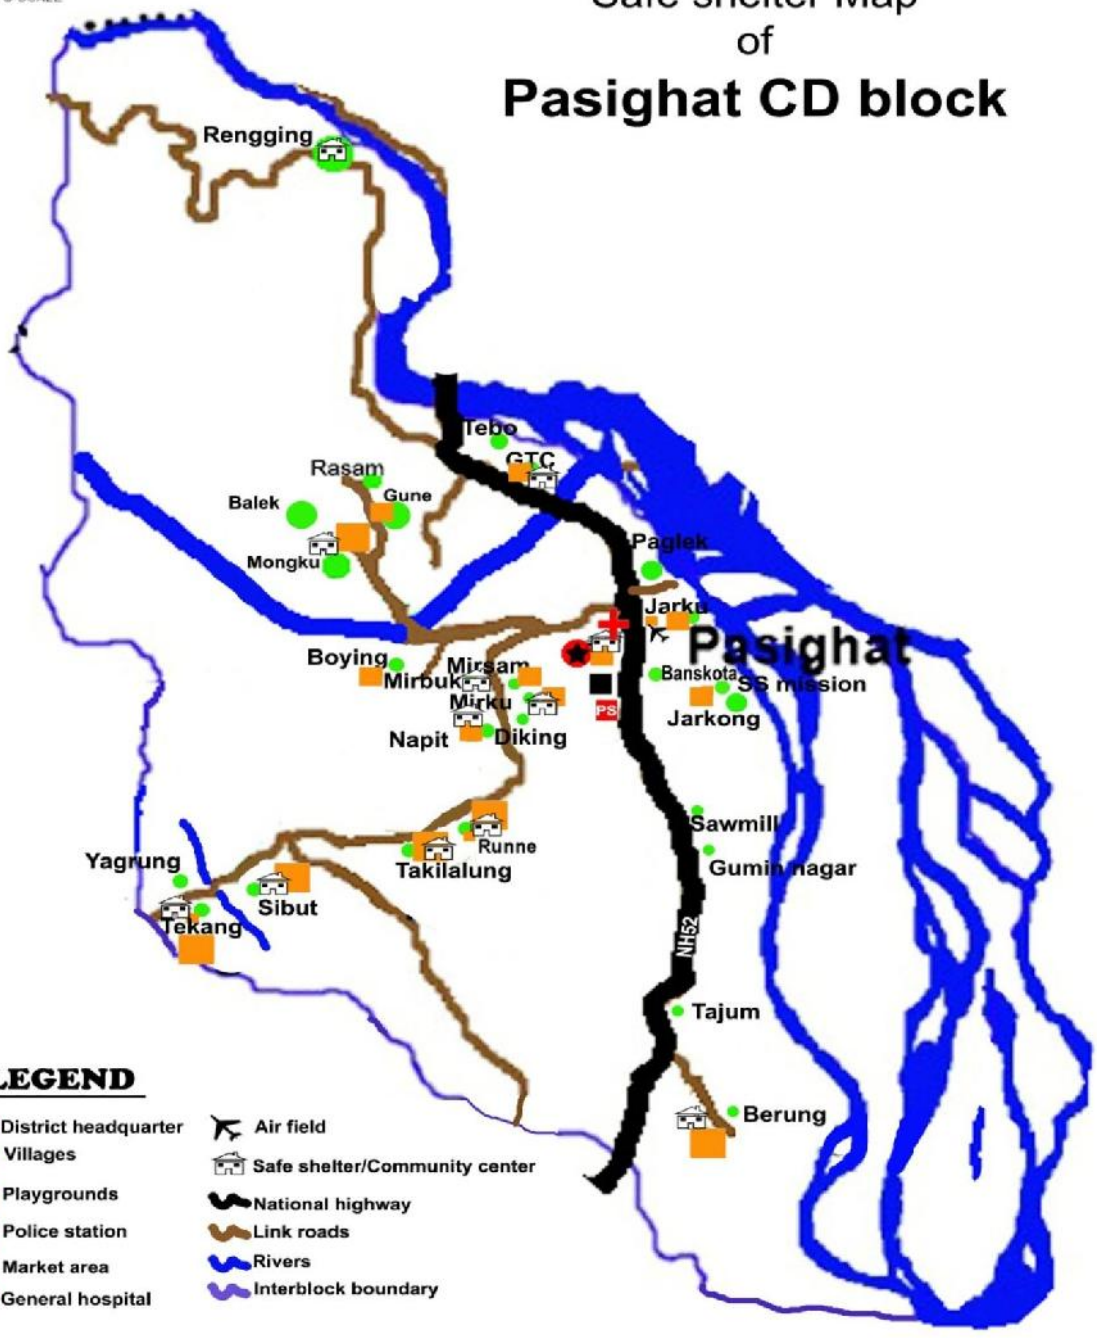 Safe shelter Map
of
Pasighat CD block
Rengging
Tebo
GTC
Rasam
Gune
Balek
Mongku
Paglek
Jarku
Pasighat
Boying
Mirsam
Mirbuk
Banskota
SS mission
Mirku
Jarkong
Napit
Diking
PS
Sawmill
Runne
Gumin nagar
Yagrung
Takilalung
Sibut
Tekang
NH52
Tajum
Berung
LEGEND
District headquarter
Air field
Villages
Safe shelter/Community center
Playgrounds
National highway
Police station
Link roads
Market area
Rivers
General hospital
Interblock boundary